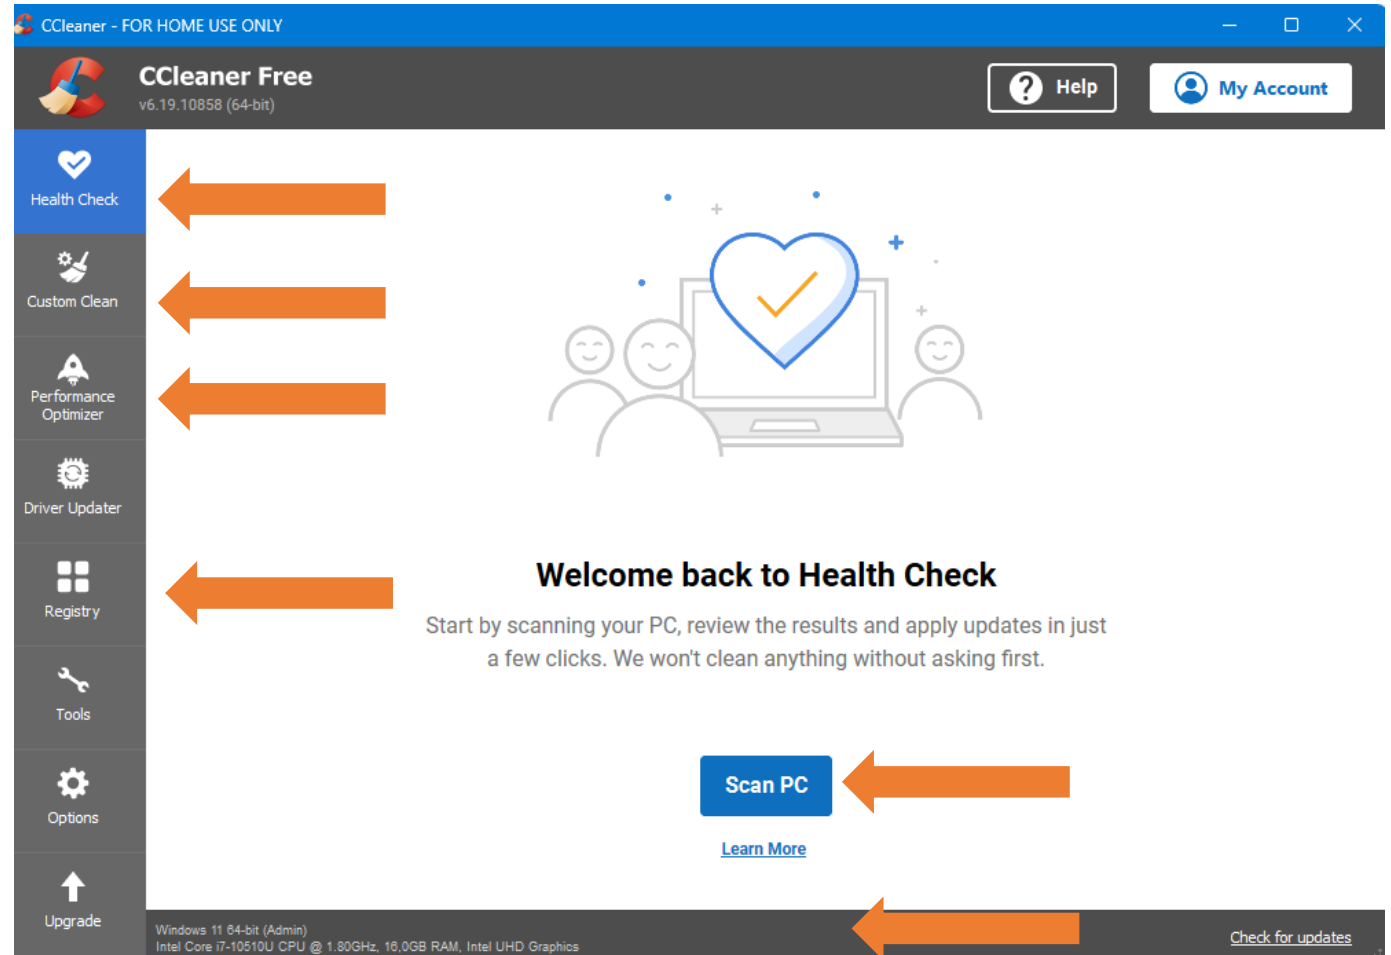 CCleaner - FOR HOME USE ONLY
CCleaner Free
v6.19.10858 (64-bit)
? Help
My Account
Health Check
Custom Clean
Performance
Optimizer
Driver Updater
Registry
Tools
Options
Upgrade
Welcome back to Health Check
Start by scanning your PC, review the results and apply updates in just
a few clicks. We won't clean anything without asking first.
Scan PC
Learn More
Windows 11 64-bit (Admin)
Intel Core i7-10510U CPU @ 1.80GHz, 16,0GB RAM, Intel UHD Graphics
Check for updates